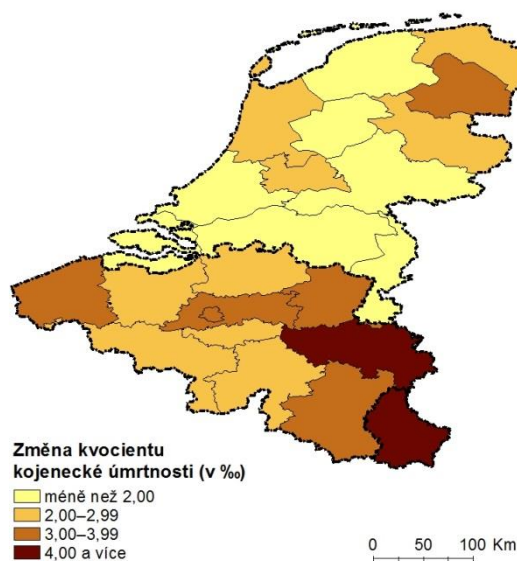 Změna kvocientu
kojenecké úmrtnosti (v ‰)
méně než 2,00
2,00–2,99
3,00–3,99
4,00 a více
0 50 100 Km